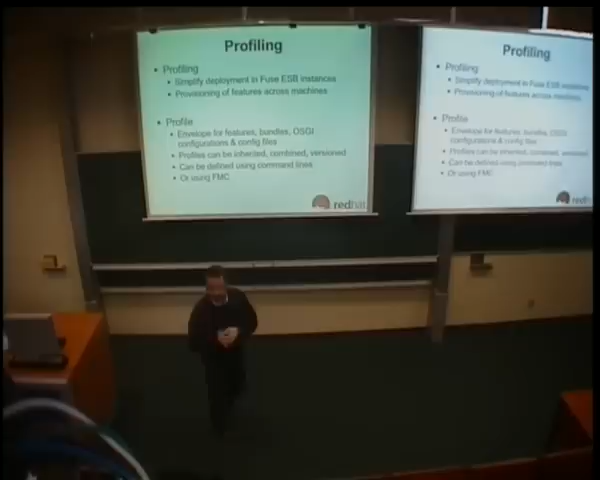 Profiling
• Profiling
• Simplify deployment in Fuse ESB instances
• Provisioning of features across machines
• Profile
• Envelope for features, bundles, OSGI
configurations & config files
• Profiles can be inherited, combined, versioned
• Can be defined using command lines
• Or using FMC
redhat
Profiling
• Profiling
• Simplify deployment in Fuse ESB instances
• Provisioning of features across machines
• Profile
• Envelope for features, bundles, OSGI
configurations & config files
• Profiles can be inherited, combined, versioned
• Can be defined using command lines
• Or using FMC
redhat